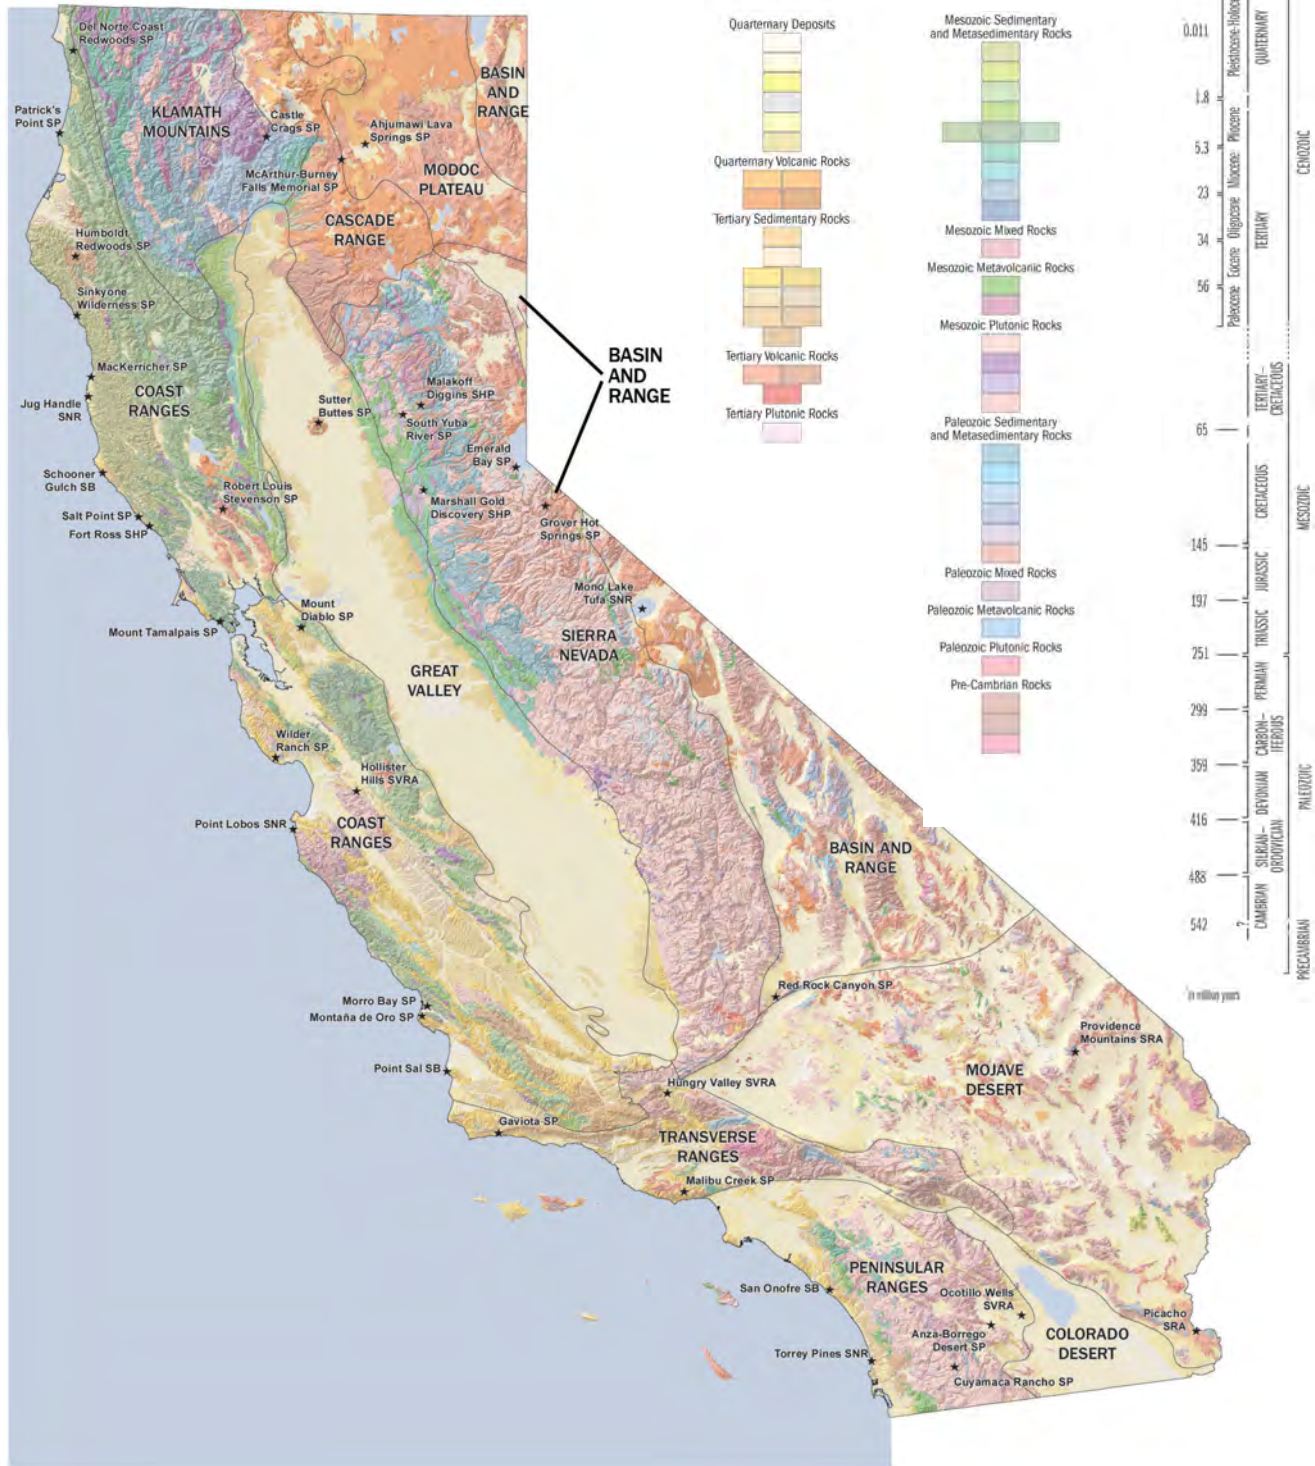 Del Norte Coast
Redwoods SP
Patrick's
Point SP
KLAMATH
MOUNTAINS
Castle
Crags SP
Ahjumawi Lava
Springs SP
BASIN
AND
RANGE
McArthur-Burney
Falls Memorial SP
MODOC
PLATEAU
CASCADE
RANGE
Humboldt
Redwoods SP
Sinkyone
Wilderness SP
MacKerricher SP
Jug Handle
SNR
COAST
RANGES
Sutter
Buttes SP
Malakoff
Diggins SHP
South Yuba
River SP
BASIN
AND
RANGE
Emerald
Bay SP
Schooner
Gulch SB
Robert Louis
Stevenson SP
Marshall Gold
Discovery SHP
Salt Point SP
Fort Ross SHP
Grover Hot
Springs SP
Mono Lake
Tufa SNR
Mount
Diablo SP
Mount Tamalpais SP
SIERRA
NEVADA
GREAT
VALLEY
Wilder
Ranch SP
Hollister
Hills SVRA
Point Lobos SNR
COAST
RANGES
BASIN AND
RANGE
Red Rock Canyon SP
Morro Bay SP
Montaña de Oro SP
Providence
Mountains SRA
Point Sal SB
MOJAVE
DESERT
Hungry Valley SVRA
Gaviota SP
TRANSVERSE
RANGES
Malibu Creek SP
PENINSULAR
RANGES
San Onofre SB
Ocotillo Wells
SVRA
Anza-Borrego
Desert SP
COLORADO
DESERT
Picacho
SRA
Torrey Pines SNR
Cuyamaca Rancho SP
Quarternary Deposits
Quarternary Volcanic Rocks
Tertiary Sedimentary Rocks
Tertiary Volcanic Rocks
Tertiary Plutonic Rocks
Mesozoic Sedimentary
and Metasedimentary Rocks
Mesozoic Mixed Rocks
Mesozoic Metavolcanic Rocks
Mesozoic Plutonic Rocks
Paleozoic Sedimentary
and Metasedimentary Rocks
Paleozoic Mixed Rocks
Paleozoic Metavolcanic Rocks
Paleozoic Plutonic Rocks
Pre-Cambrian Rocks
0.011
1.8
5.3
23
34
56
65
145
197
251
299
359
416
488
542
?
in million years
Pliocene
Miocene
Oligocene
Eocene
Paleocene
QUATERNARY
TERTIARY
TERTIARY–
CRETACEOUS
CRETACEOUS
JURASSIC
TRIASSIC
PERMIAN
CARBON-
IFEROUS
DEVONIAN
SILRIAN–
ORDOVICIAN
CAMBRIAN
CENOZOIC
MESOZOIC
PALEOZOIC
PRECAMBRIAN